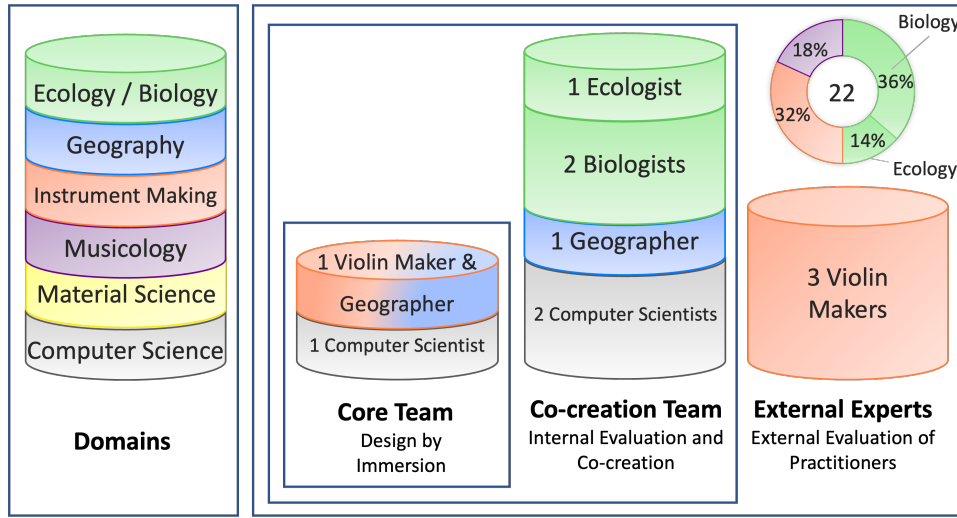 Ecology / Biology
Geography
Instrument Making
Musicology
Material Science
Computer Science
Domains
1 Violin Maker &
Geographer
1 Computer Scientist
Core Team
Design by
Immersion
1 Ecologist
2 Biologists
1 Geographer
2 Computer Scientists
Co-creation Team
Internal Evaluation and
Co-creation
Biology
18%
36%
22
32%
14%
Ecology
3 Violin
Makers
External Experts
External Evaluation of
Practitioners